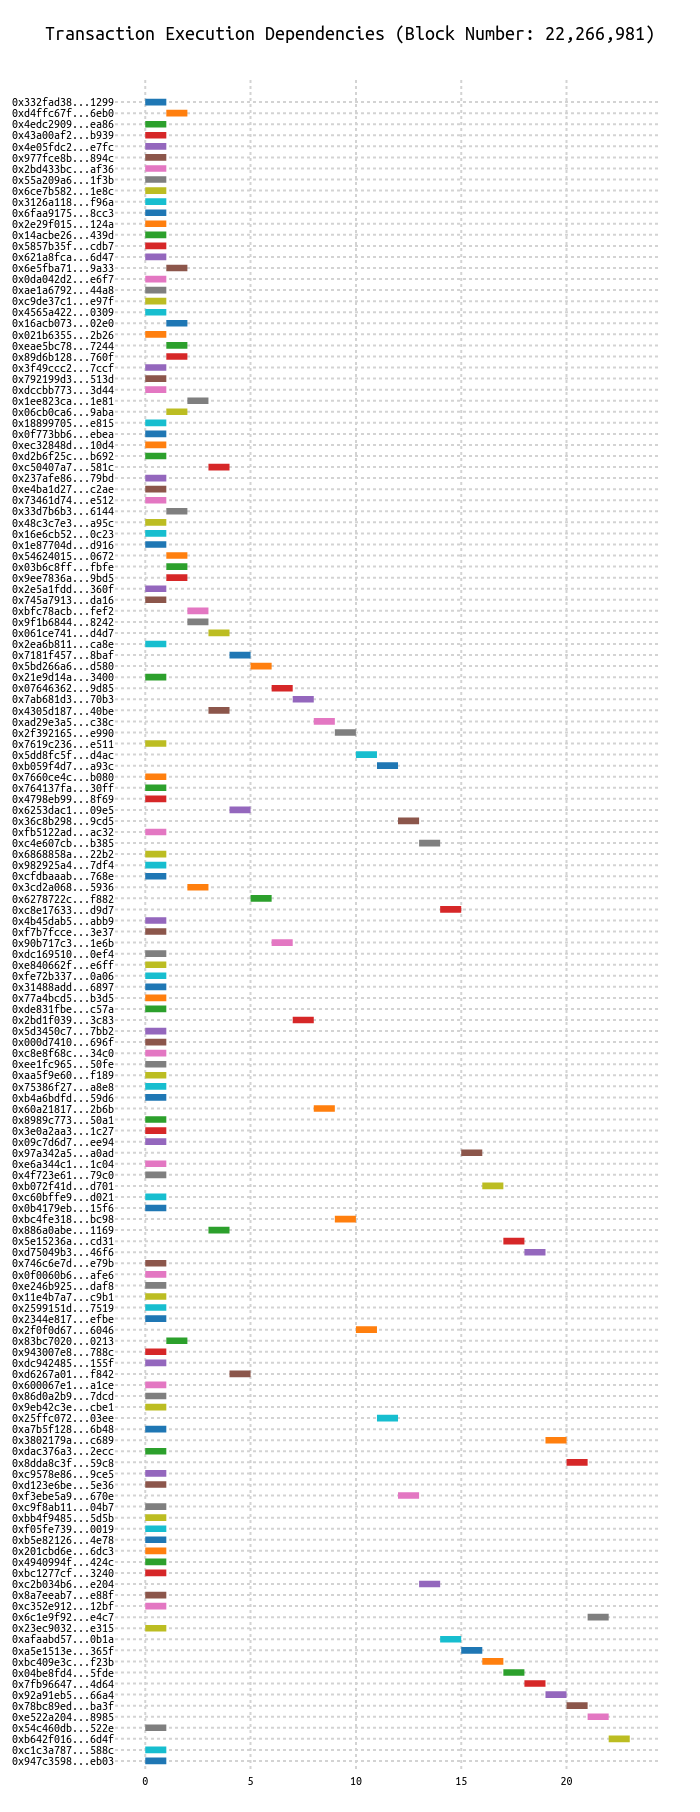 Transaction Execution Dependencies (Block Number: 22,266,981)
0x332fad38...1299
0xd4ffc67f...6eb0
0x4edc2909...ea86
0x43a00af2...b939
0x4e05fdc2...e7fc
0x977fce8b...894c
0x2bd433bc...af36
0x55a209a6...1f3b
0x6ce7b582...1e8c
0x3126a118...f96a
0x6faa9175...8cc3
0x2e29f015...124a
0x14acbe26...439d
0x5857b35f...cdb7
0x621a8fca...6d47
0x6e5fba71...9a33
0x0da042d2...e6f7
0xae1a6792...44a8
0xc9de37c1...e97f
0x4565a422...0309
0x16acb073...02e0
0x021b6355...2b26
0xeae5bc78...7244
0x89d6b128...760f
0x3f49ccc2...7ccf
0x792199d3...513d
0xdccbb773...3d44
0x1ee823ca...1e81
0x06cb0ca6...9aba
0x18899705...e815
0x0f773bb6...ebea
0xec32848d...10d4
0xd2b6f25c...b692
0xc50407a7...581c
0x237afe86...79bd
0xe4ba1d27...c2ae
0x73461d74...e512
0x33d7b6b3...6144
0x48c3c7e3...a95c
0x16e6cb52...0c23
0x1e87704d...d916
0x54624015...0672
0x03b6c8ff...fbfe
0x9ee7836a...9bd5
0x2e5a1fdd...360f
0x745a7913...da16
0xbfc78acb...fef2
0x9f1b6844...8242
0x061ce741...d4d7
0x2ea6b811...ca8e
0x7181f457...8baf
0x5bd266a6...d580
0x21e9d14a...3400
0x07646362...9d85
0x7ab681d3...70b3
0x4305d187...40be
0xad29e3a5...c38c
0x2f392165...e990
0x7619c236...e511
0x5dd8fc5f...d4ac
0xb059f4d7...a93c
0x7660ce4c...b080
0x764137fa...30ff
0x4798eb99...8f69
0x6253dac1...09e5
0x36c8b298...9cd5
0xfb5122ad...ac32
0xc4e607cb...b385
0x6868858a...22b2
0x982925a4...7df4
0xcfdbaaab...768e
0x3cd2a068...5936
0x6278722c...f882
0xc8e17633...d9d7
0x4b45dab5...abb9
0xf7b7fcce...3e37
0x90b717c3...1e6b
0xdc169510...0ef4
0xe840662f...e6ff
0xfe72b337...0a06
0x31488add...6897
0x77a4bcd5...b3d5
0xde831fbe...c57a
0x2bd1f039...3c83
0x5d3450c7...7bb2
0x000d7410...696f
0xc8e8f68c...34c0
0xee1fc965...50fe
0xaa5f9e60...f189
0x75386f27...a8e8
0xb4a6bdfd...59d6
0x60a21817...2b6b
0x8989c773...50a1
0x3e0a2aa3...1c27
0x09c7d6d7...ee94
0x97a342a5...a0ad
0xe6a344c1...1c04
0x4f723e61...79c0
0xb072f41d...d701
0xc60bffe9...d021
0x0b4179eb...15f6
0xbc4fe318...bc98
0x886a0abe...1169
0x5e15236a...cd31
0xd75049b3...46f6
0x746c6e7d...e79b
0x0f0060b6...afe6
0xe246b925...daf8
0x11e4b7a7...c9b1
0x2599151d...7519
0x2344e817...efbe
0x2f0f0d67...6046
0x83bc7020...0213
0x943007e8...788c
0xdc942485...155f
0xd6267a01...f842
0x600067e1...a1ce
0x86d0a2b9...7dcd
0x9eb42c3e...cbe1
0x25ffc072...03ee
0xa7b5f128...6b48
0x3802179a...c689
0xdac376a3...2ecc
0x8dda8c3f...59c8
0xc9578e86...9ce5
0xd123e6be...5e36
0xf3ebe5a9...670e
0xc9f8ab11...04b7
0xbb4f9485...5d5b
0xf05fe739...0019
0xb5e82126...4e78
0x201cbd6e...6dc3
0x4940994f...424c
0xbc1277cf...3240
0xc2b034b6...e204
0x8a7eeab7...e88f
0xc352e912...12bf
0x6c1e9f92...e4c7
0x23ec9032...e315
0xafaabd57...0b1a
0xa5e1513e...365f
0xbc409e3c...f23b
0x04be8fd4...5fde
0x7fb96647...4d64
0x92a91eb5...66a4
0x78bc89ed...ba3f
0xe522a204...8985
0x54c460db...522e
0xb642f016...6d4f
0xc1c3a787...588c
0x947c3598...eb03
0 5 10 15 20